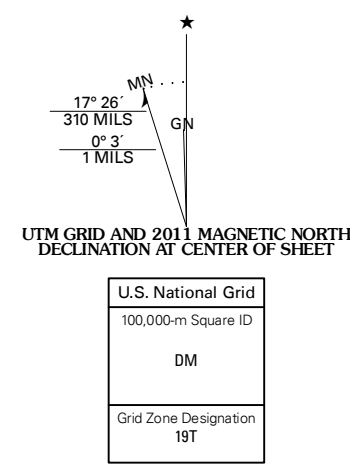 ★
MN
17° 26´
310 MILS
GN
0° 3´
1 MILS
UTM GRID AND 2011 MAGNETIC NORTH
DECLINATION AT CENTER OF SHEET
U.S. National Grid
100,000-m Square ID
DM
Grid Zone Designation
19T